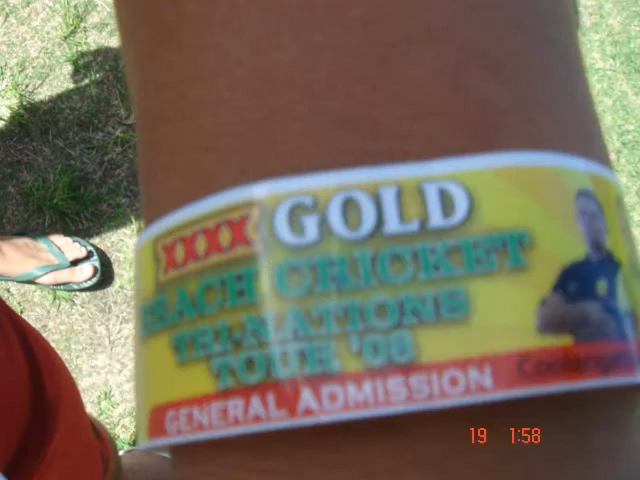 XXXX GOLD
BEACH CRICKET
TRI-NATIONS
TOUR '08
GENERAL ADMISSION
19 1:58